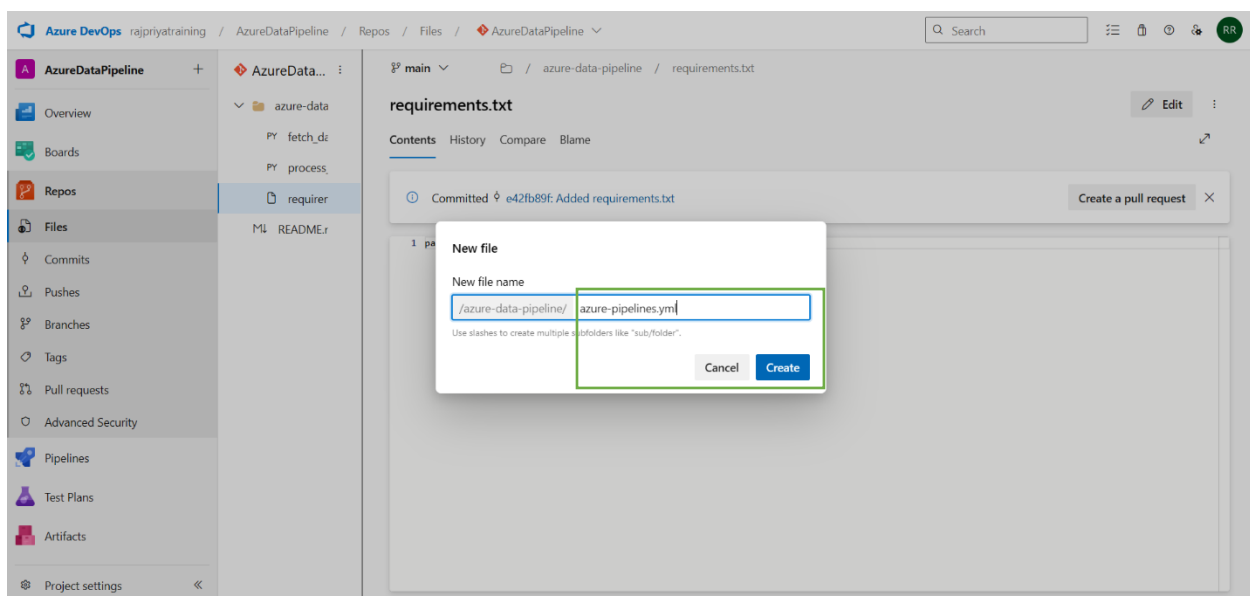 Azure DevOps rajpriyatraining / AzureDataPipeline / Repos / Files / AzureDataPipeline
Search
RR
A AzureDataPipeline +
Overview
Boards
Repos
Files
Commits
Pushes
Branches
Tags
Pull requests
Advanced Security
Pipelines
Test Plans
Artifacts
Project settings
AzureData...
azure-data
PY fetch_da
PY process_
requirer
M↓ README.r
main / azure-data-pipeline / requirements.txt
requirements.txt
Edit
Contents History Compare Blame
Committed e42fb89f: Added requirements.txt
Create a pull request
1 pa
New file
New file name
/azure-data-pipeline/ azure-pipelines.yml
Use slashes to create multiple subfolders like "sub/folder".
Cancel Create